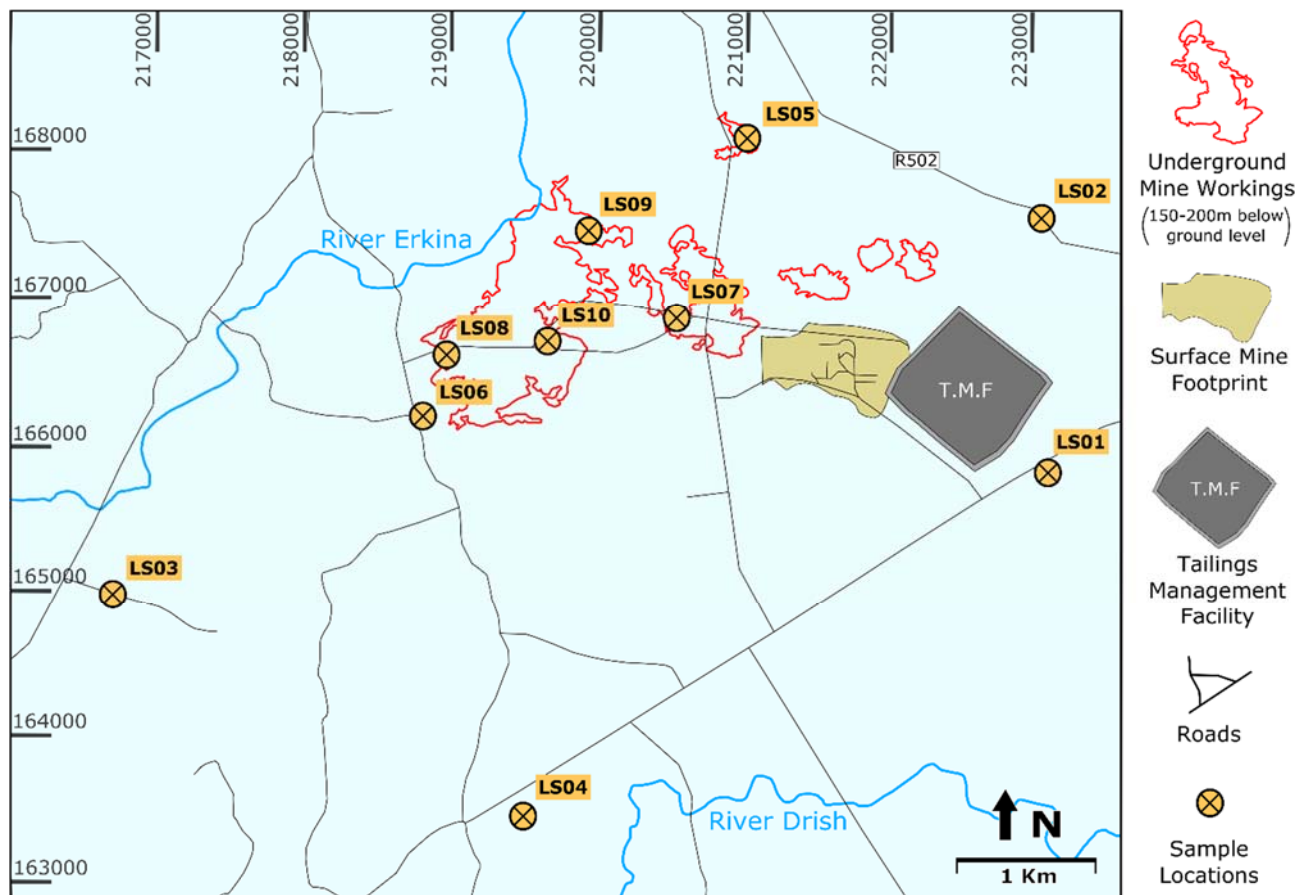 217000
218000
219000
220000
221000
222000
223000
168000
167000
166000
165000
164000
163000
LS05
R502
LS02
LS09
River Erkina
LS07
LS10
LS08
LS06
T.M.F
LS01
LS03
LS04
River Drish
N
1 Km
Underground
Mine Workings
(150-200m below
ground level)
Surface Mine
Footprint
T.M.F
Tailings
Management
Facility
Roads
Sample
Locations